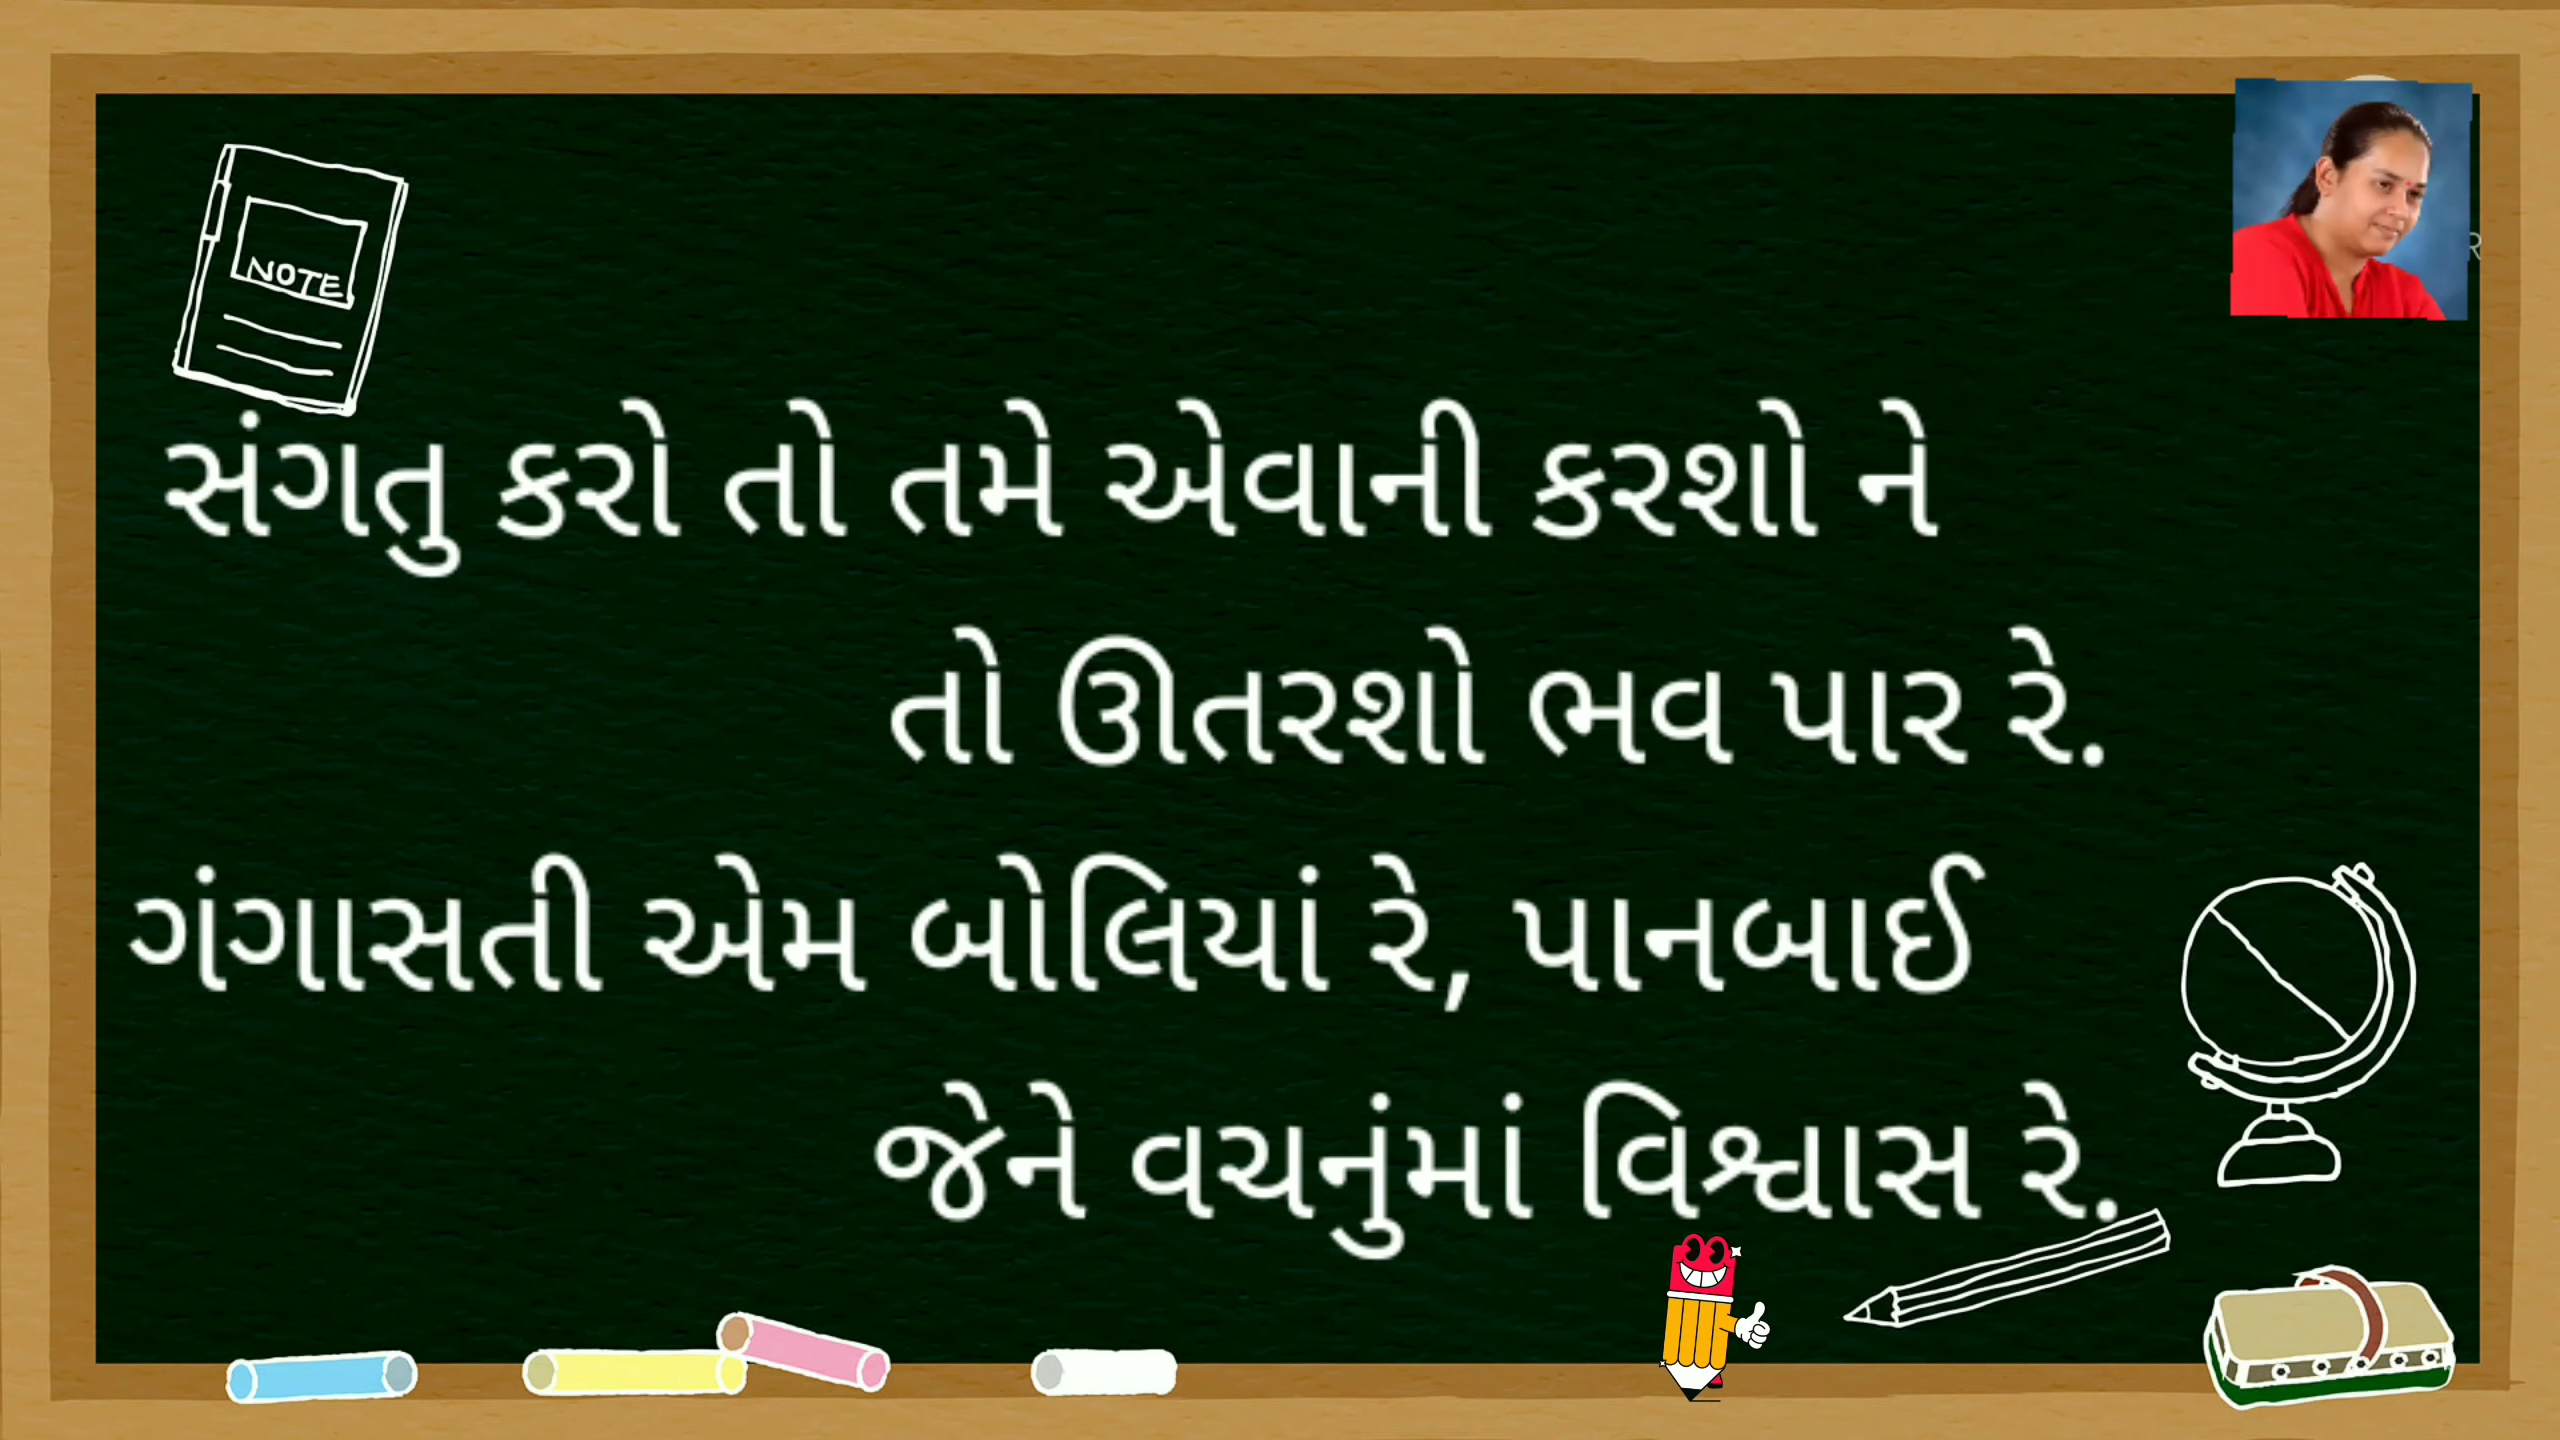 NOTE
સંગતુ કરો તો તમે એવાની કરશો ને
તો ઊતરશો ભવ પાર રે.
ગંગાસતી એમ બોલિયાં રે, પાનબાઈ
જેને વચનુંમાં વિશ્વાસ રે.